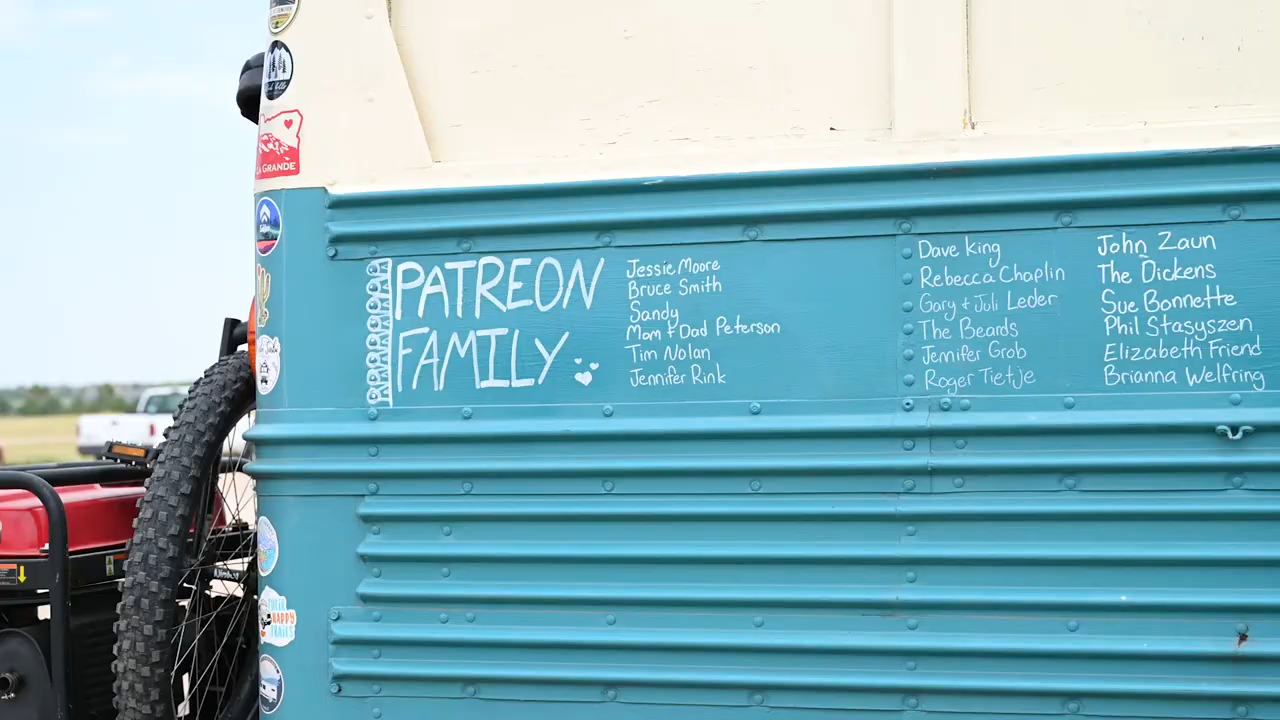 PATREON
FAMILY
Jessie Moore
Bruce Smith
Sandy
Mom + Dad Peterson
Tim Nolan
Jennifer Rink
Dave King
Rebecca Chaplin
Gary + Juli Leder
The Beards
Jennifer Grob
Roger Tietje
John Zaun
The Dickens
Sue Bonnette
Phil Stasyszen
Elizabeth Friend
Brianna Welfring
LA GRANDE
HAPPY
TRAILS